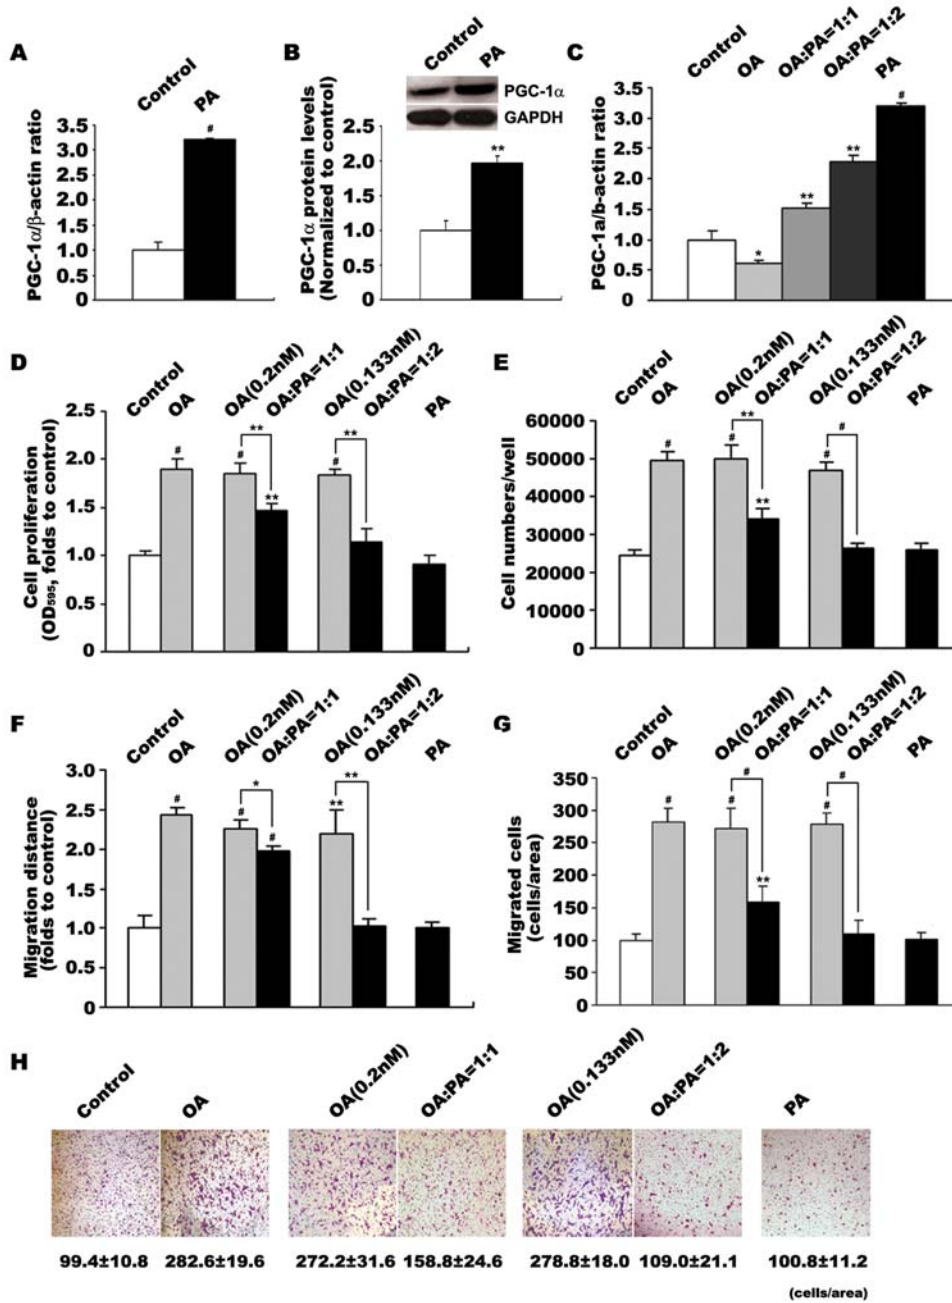 A
Control
PA
PGC-1α/β-actin ratio
3.5
3.0
2.5
2.0
1.5
1.0
0.5
0
#
B
Control
PA
PGC-1α
GAPDH
PGC-1α protein levels
(Normalized to control)
2.5
2.0
1.5
1.0
0.5
0
**
C
Control
OA
OA:PA=1:1
OA:PA=1:2
PA
PGC-1a/b-actin ratio
3.5
3.0
2.5
2.0
1.5
1.0
0.5
0
*
**
**
#
D
Control
OA
OA(0.2nM)
OA:PA=1:1
OA(0.133nM)
OA:PA=1:2
PA
Cell proliferation
(OD595, folds to control)
2.5
2.0
1.5
1.0
0.5
0
#
#
**
**
#
**
E
Control
OA
OA(0.2nM)
OA:PA=1:1
OA(0.133nM)
OA:PA=1:2
PA
Cell numbers/well
60000
50000
40000
30000
20000
10000
0
#
#
**
**
#
#
F
Control
OA
OA(0.2nM)
OA:PA=1:1
OA(0.133nM)
OA:PA=1:2
PA
Migration distance
(folds to control)
3.0
2.5
2.0
1.5
1.0
0.5
0
#
#
*
#
**
**
G
Control
OA
OA(0.2nM)
OA:PA=1:1
OA(0.133nM)
OA:PA=1:2
PA
Migrated cells
(cells/area)
350
300
250
200
150
100
50
0
#
#
#
**
#
#
H
Control
OA
OA(0.2nM)
OA:PA=1:1
OA(0.133nM)
OA:PA=1:2
PA
99.4±10.8 282.6±19.6 272.2±31.6 158.8±24.6 278.8±18.0 109.0±21.1 100.8±11.2
(cells/area)